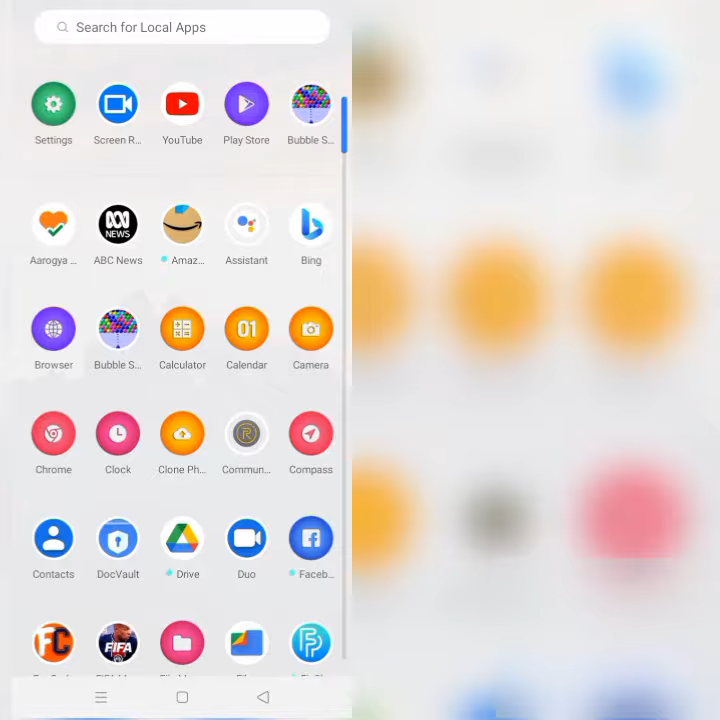 Search for Local Apps
Settings Screen R... YouTube Play Store Bubble S...
NEWS
Aarogya ... ABC News Amaz... Assistant Bing
01
Browser Bubble S... Calculator Calendar Camera
Chrome Clock Clone Ph... Commun... Compass
Contacts DocVault Drive Duo Faceb...
FC FIFA